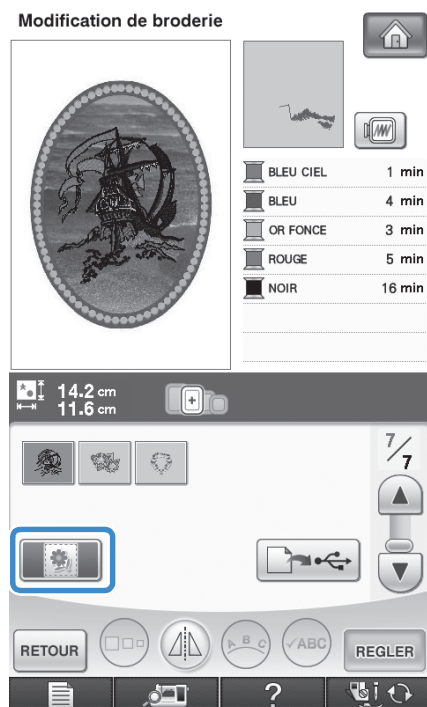 Modification de broderie
BLEU CIEL 1 min
BLEU 4 min
OR FONCE 3 min
ROUGE 5 min
NOIR 16 min
14.2 cm
11.6 cm
7/7
RETOUR
A B C
✓ABC
REGLER
?